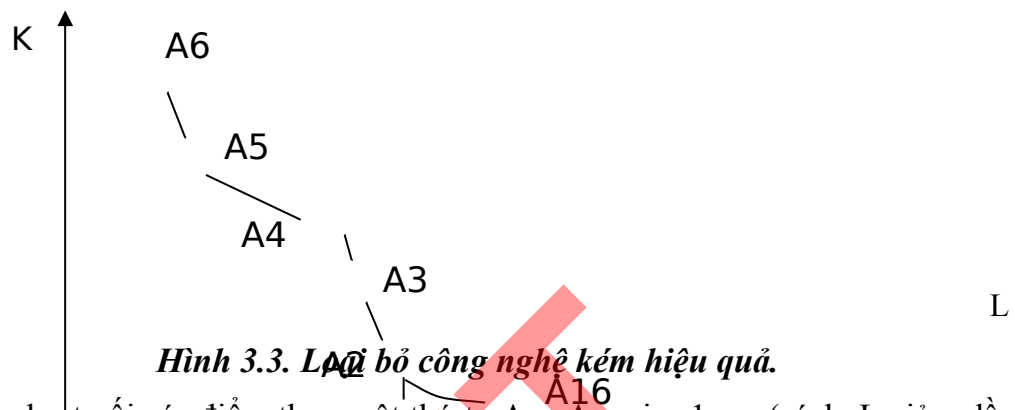 K
A6
A5
A4
A3
L
Hình 3.3. Loại bỏ công nghệ kém hiệu quả.
A2
A16